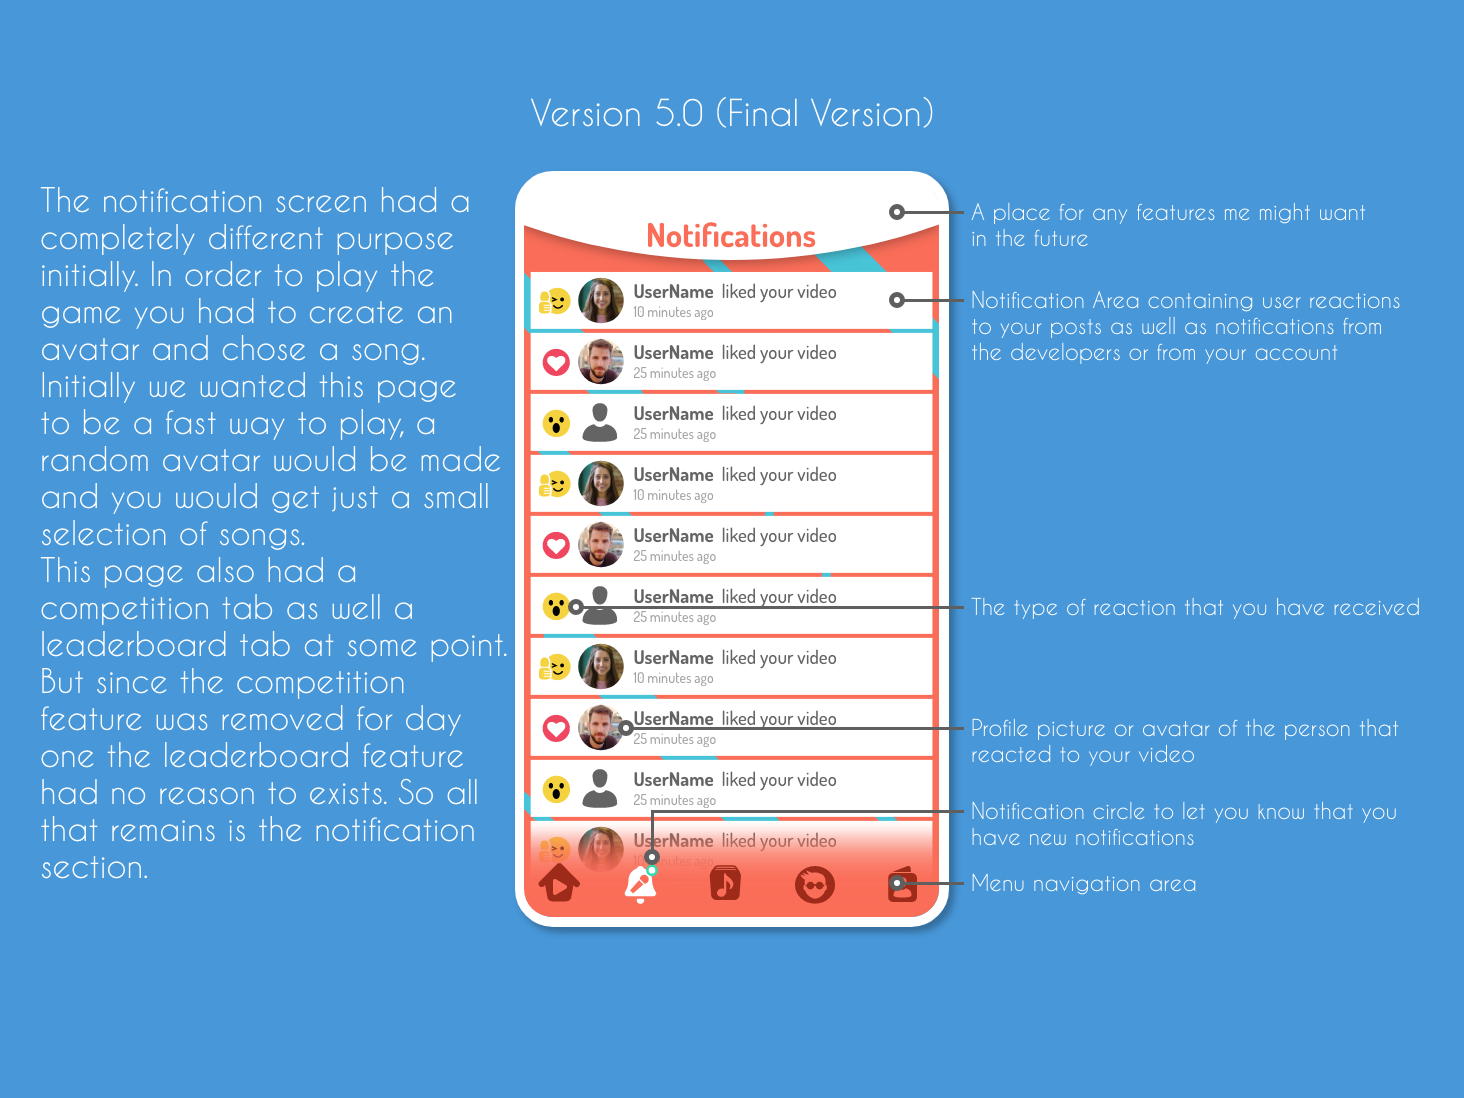 Version 5.0 (Final Version)
The notification screen had a
completely different purpose
initially. In order to play the
game you had to create an
avatar and chose a song.
Initially we wanted this page
to be a fast way to play, a
random avatar would be made
and you would get just a small
selection of songs.
This page also had a
competition tab as well a
leaderboard tab at some point.
But since the competition
feature was removed for day
one the leaderboard feature
had no reason to exists. So all
that remains is the notification
section.
Notifications
UserName liked your video
10 minutes ago
UserName liked your video
25 minutes ago
UserName liked your video
25 minutes ago
UserName liked your video
10 minutes ago
UserName liked your video
25 minutes ago
UserName liked your video
25 minutes ago
UserName liked your video
10 minutes ago
UserName liked your video
25 minutes ago
UserName liked your video
25 minutes ago
UserName liked your video
10 minutes ago
A place for any features me might want
in the future
Notification Area containing user reactions
to your posts as well as notifications from
the developers or from your account
The type of reaction that you have received
Profile picture or avatar of the person that
reacted to your video
Notification circle to let you know that you
have new notifications
Menu navigation area